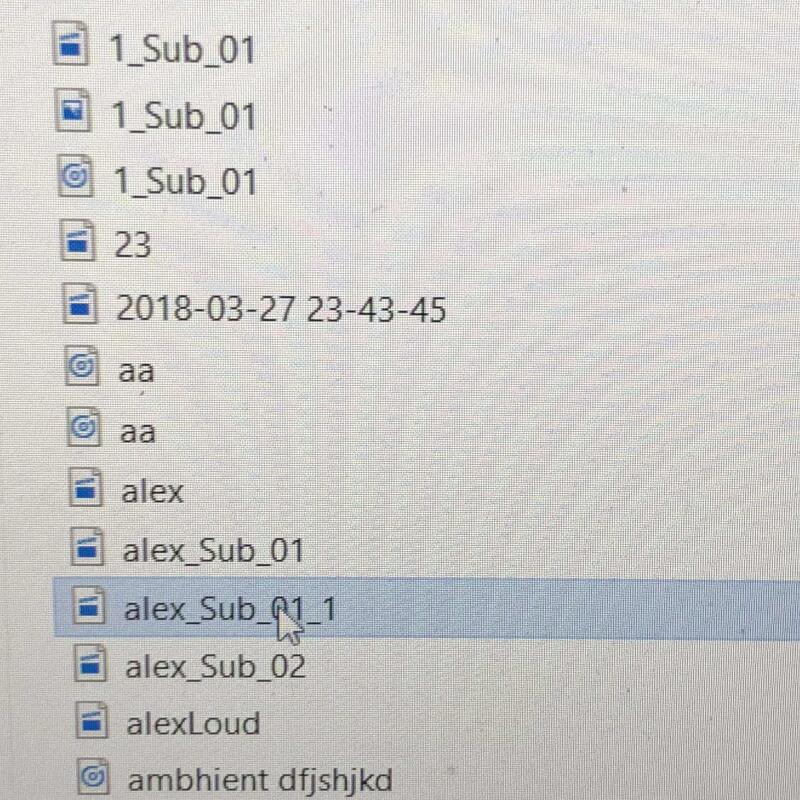 1_Sub_01
1_Sub_01
1_Sub_01
23
2018-03-27 23-43-45
aa
aa
alex
alex_Sub_01
alex_Sub_01_1
alex_Sub_02
alexLoud
ambhient dfjshjkd